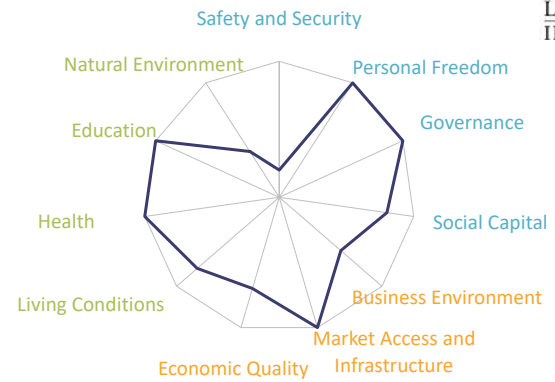 Safety and Security
Natural Environment
Personal Freedom
Education
Governance
Health
Social Capital
Living Conditions
Business Environment
Market Access and
Infrastructure
Economic Quality